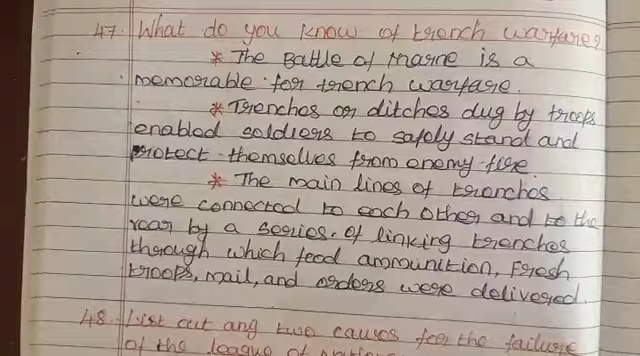 47. What do you know of trench warfare?
* The Battle of Marne is a
memorable for trench warfare.
* Trenches or ditches dug by troops
enabled soldiers to safely stand and
protect themselves from enemy fire.
* The main lines of trenches
were connected to each other and to the
rear by a series of linking trenches
through which food ammunition, Fresh
troops, mail, and orders were delivered.
48. List out any two causes for the failure
of the league of nations